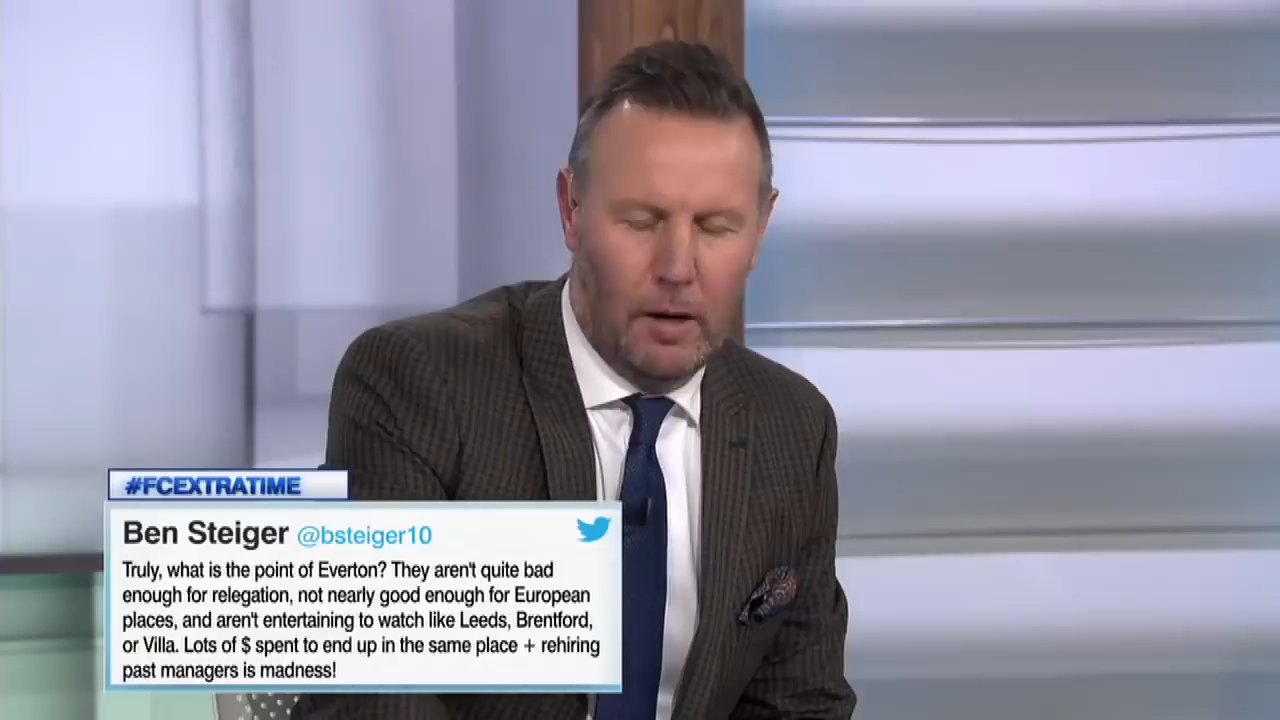 #FCEXTRATIME
Ben Steiger @bsteiger10
Truly, what is the point of Everton? They aren't quite bad
enough for relegation, not nearly good enough for European
places, and aren't entertaining to watch like Leeds, Brentford,
or Villa. Lots of $ spent to end up in the same place + rehiring
past managers is madness!